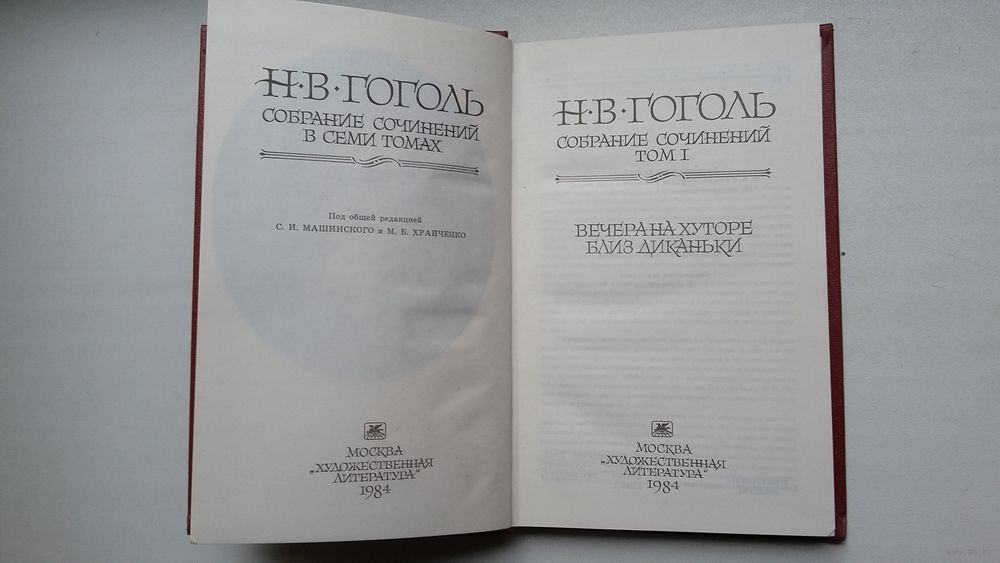 Н·В·ГОГОЛЬ
СОБРАНИЕ СОЧИНЕНИЙ
В СЕМИ ТОМАХ
Под общей редакцией
С. И. МАШИНСКОГО и М. Б. ХРАПЧЕНКО
МОСКВА
„ХУДОЖЕСТВЕННАЯ
ЛИТЕРАТУРА“
1984
Н·В·ГОГОЛЬ
СОБРАНИЕ СОЧИНЕНИЙ
ТОМ I
ВЕЧЕРА НА ХУТОРЕ
БЛИЗ ДИКАНЬКИ
МОСКВА
„ХУДОЖЕСТВЕННАЯ
ЛИТЕРАТУРА“
1984